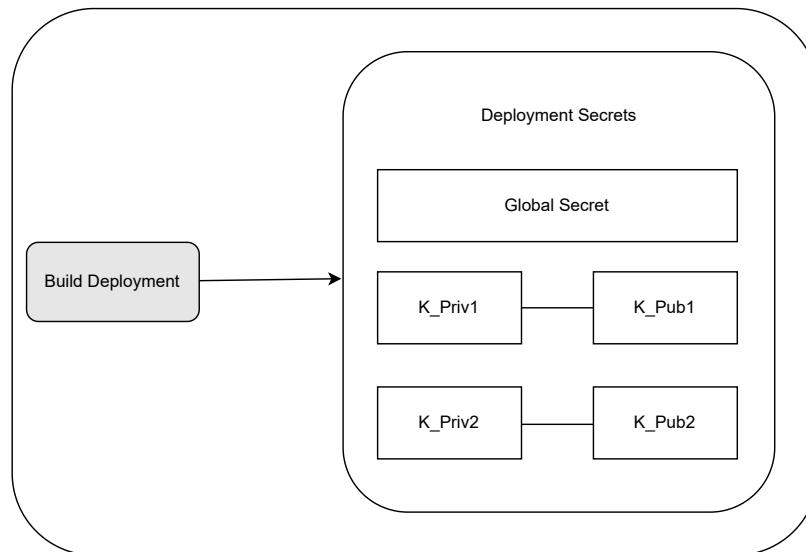 Deployment Secrets
Global Secret
Build Deployment
K_Priv1
K_Pub1
K_Priv2
K_Pub2